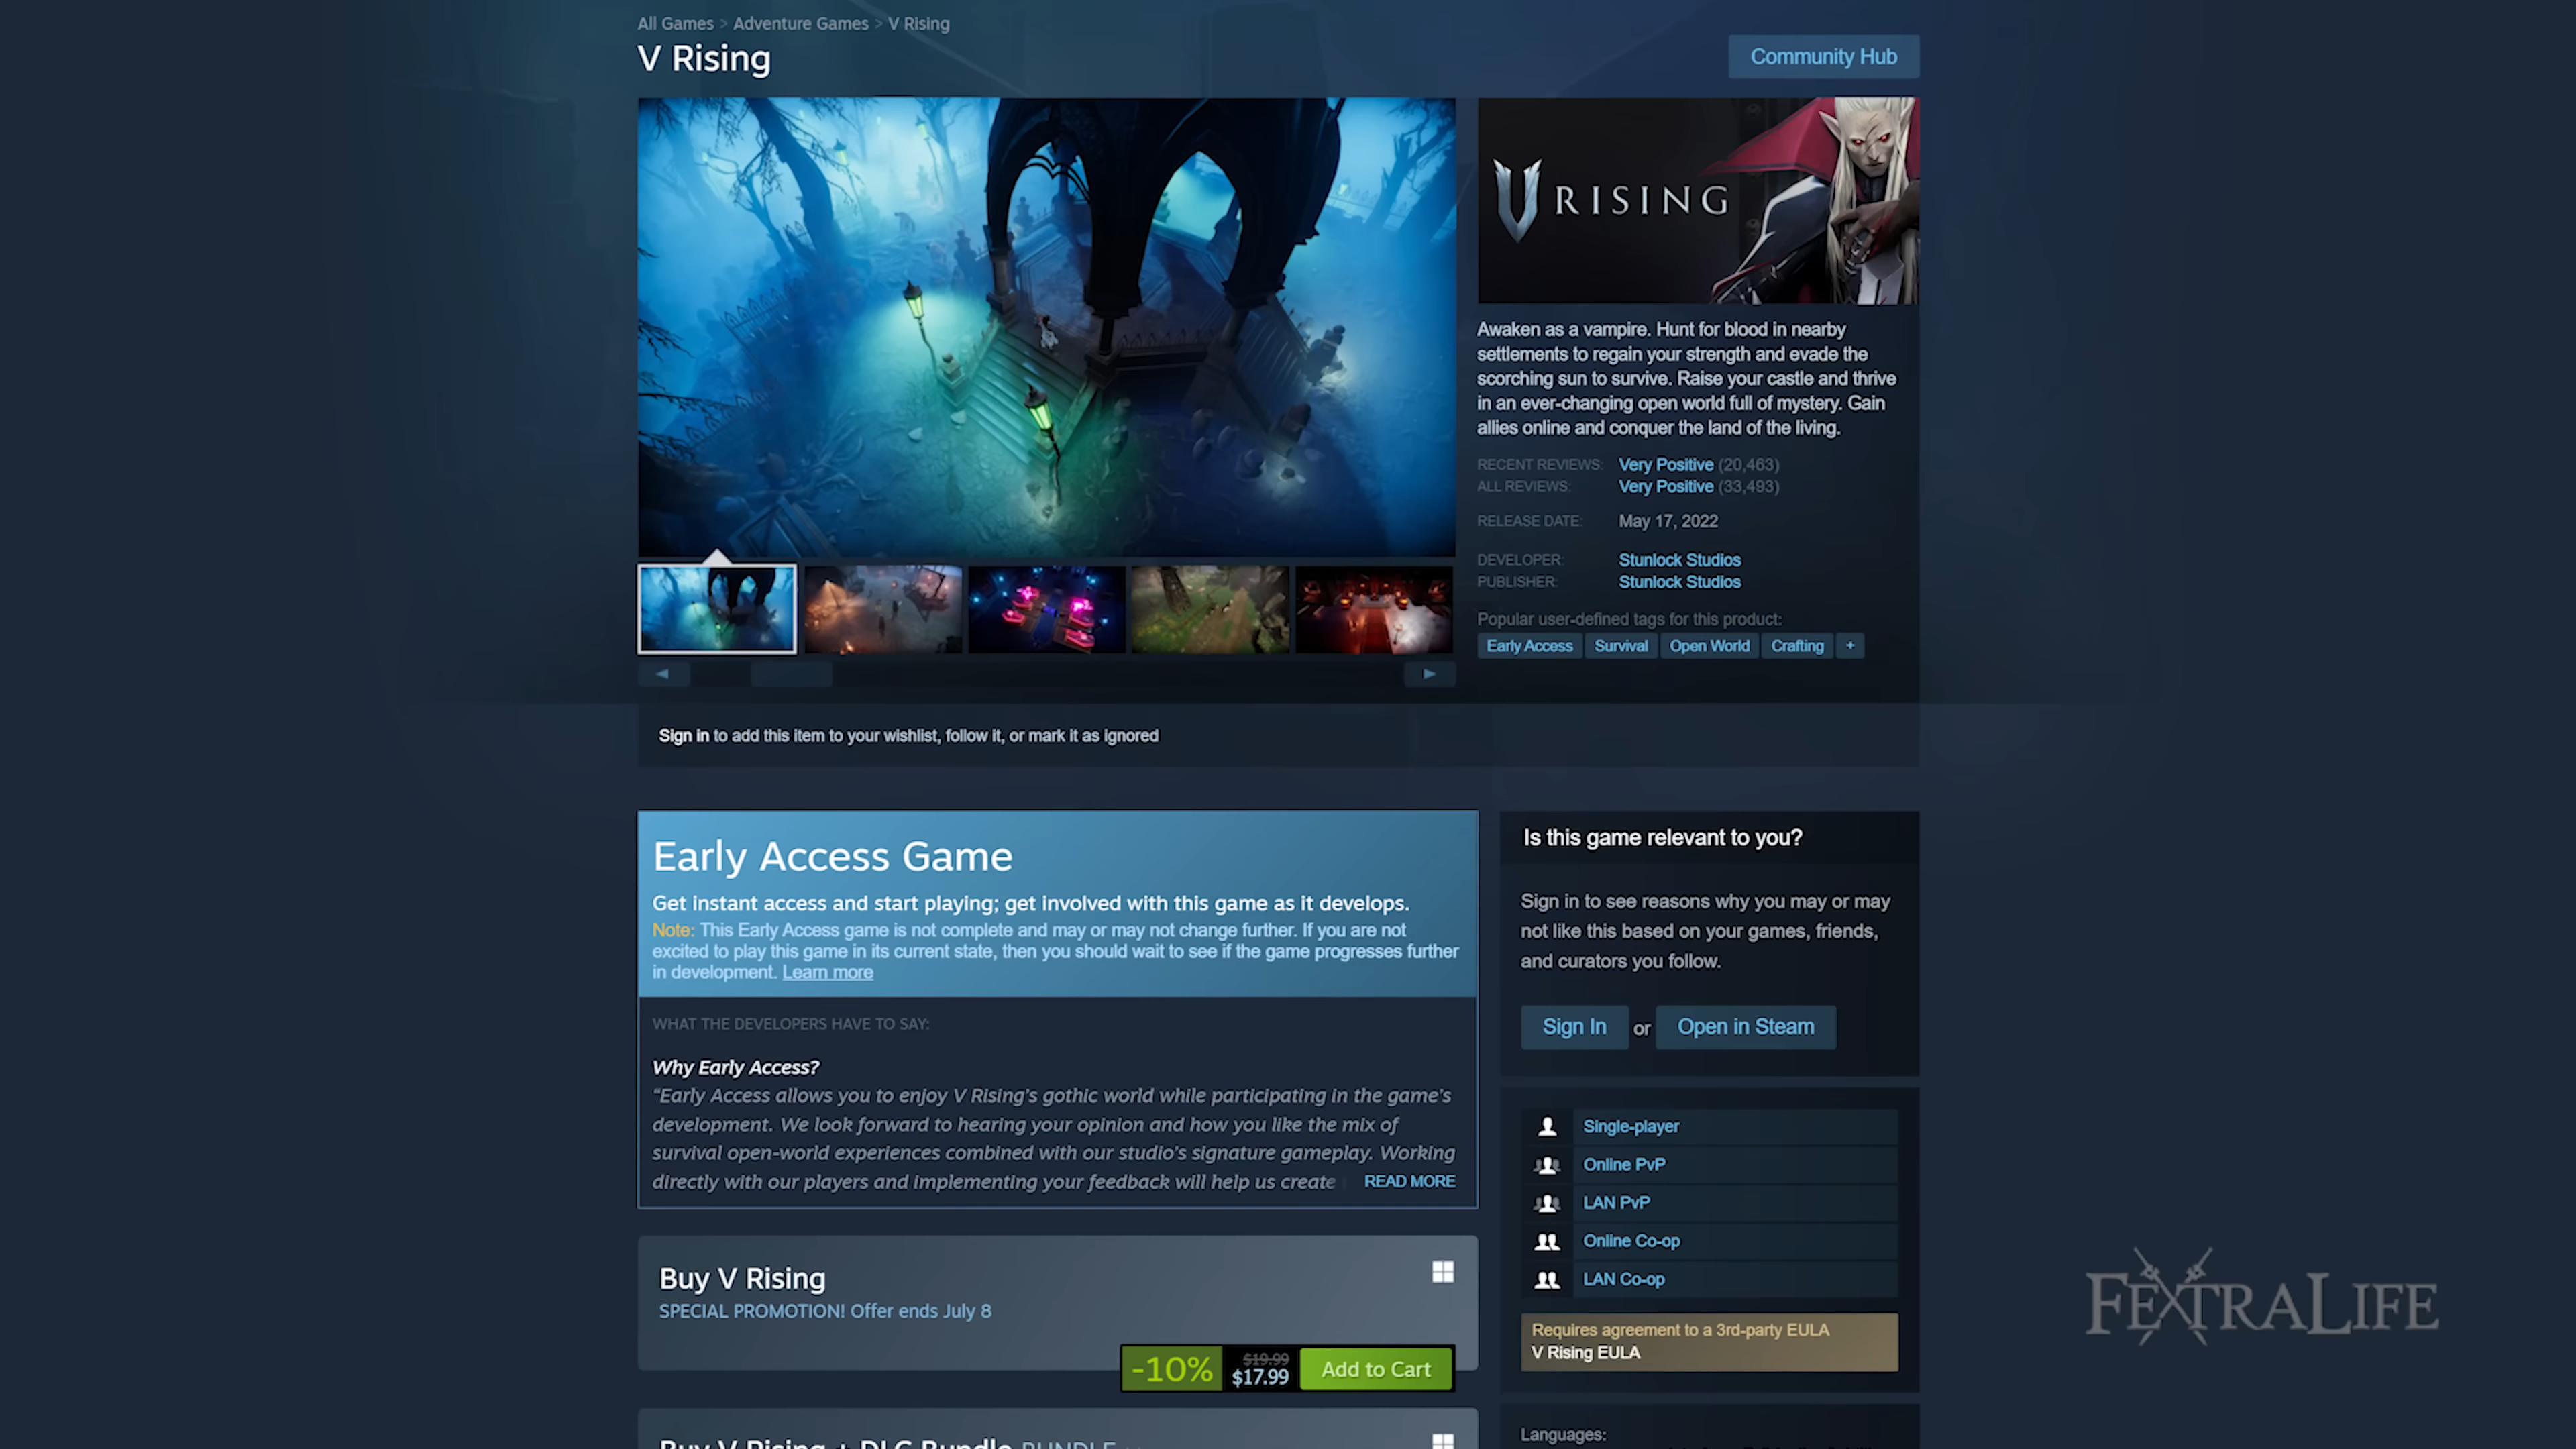 All Games > Adventure Games > V Rising
V Rising
Community Hub
V RISING
Awaken as a vampire. Hunt for blood in nearby
settlements to regain your strength and evade the
scorching sun to survive. Raise your castle and thrive
in an ever-changing open world full of mystery. Gain
allies online and conquer the land of the living.
RECENT REVIEWS: Very Positive (20,463)
ALL REVIEWS: Very Positive (33,493)
RELEASE DATE: May 17, 2022
DEVELOPER: Stunlock Studios
PUBLISHER: Stunlock Studios
Popular user-defined tags for this product:
Early Access Survival Open World Crafting +
Sign in to add this item to your wishlist, follow it, or mark it as ignored
Early Access Game
Get instant access and start playing; get involved with this game as it develops.
Note: This Early Access game is not complete and may or may not change further. If you are not
excited to play this game in its current state, then you should wait to see if the game progresses further
in development. Learn more
WHAT THE DEVELOPERS HAVE TO SAY:
Why Early Access?
“Early Access allows you to enjoy V Rising's gothic world while participating in the game's
development. We look forward to hearing your opinion and how you like the mix of
survival open-world experiences combined with our studio's signature gameplay. Working
directly with our players and implementing your feedback will help us create READ MORE
Buy V Rising
SPECIAL PROMOTION! Offer ends July 8
-10% $19.99 $17.99 Add to Cart
Buy V Rising + DLC Bundle BUNDLE
Is this game relevant to you?
Sign in to see reasons why you may or may
not like this based on your games, friends,
and curators you follow.
Sign In or Open in Steam
Single-player
Online PvP
LAN PvP
Online Co-op
LAN Co-op
Requires agreement to a 3rd-party EULA
V Rising EULA
Languages:
FEXTRALIFE